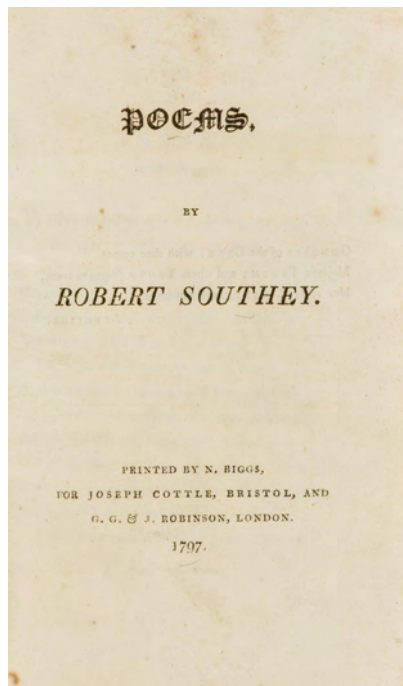 POEMS,
BY
ROBERT SOUTHEY.
PRINTED BY N. BIGGS,
FOR JOSEPH COTTLE, BRISTOL, AND
G. G. & J. ROBINSON, LONDON.
1797.